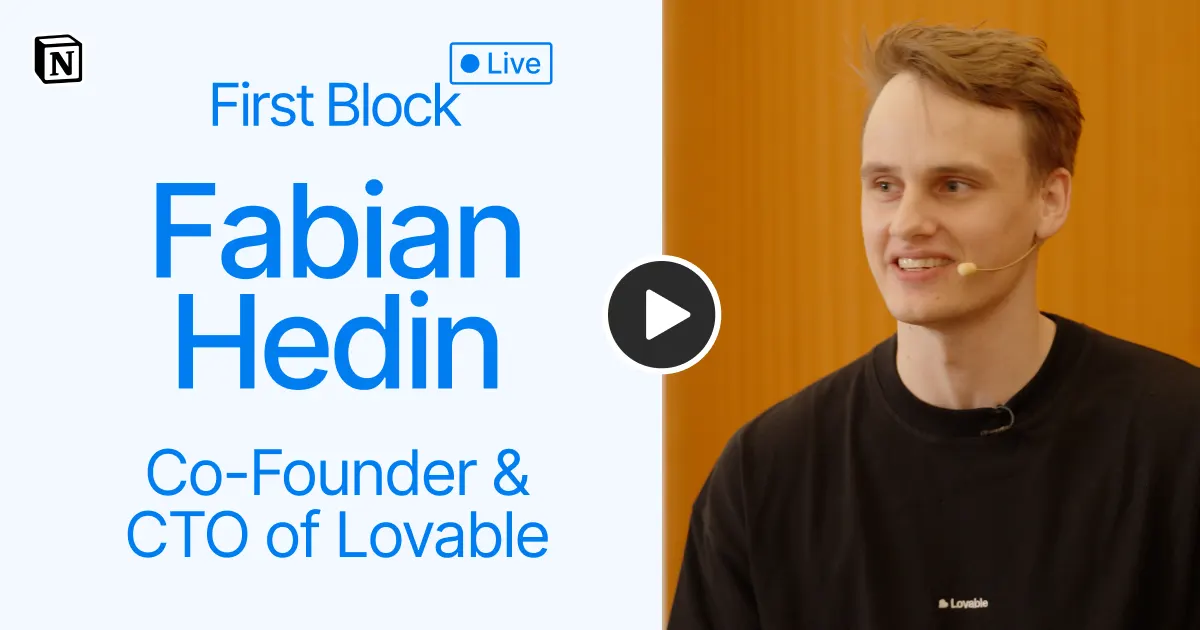 N
Live
First Block
Fabian
Hedin
Co-Founder &
CTO of Lovable
Lovable